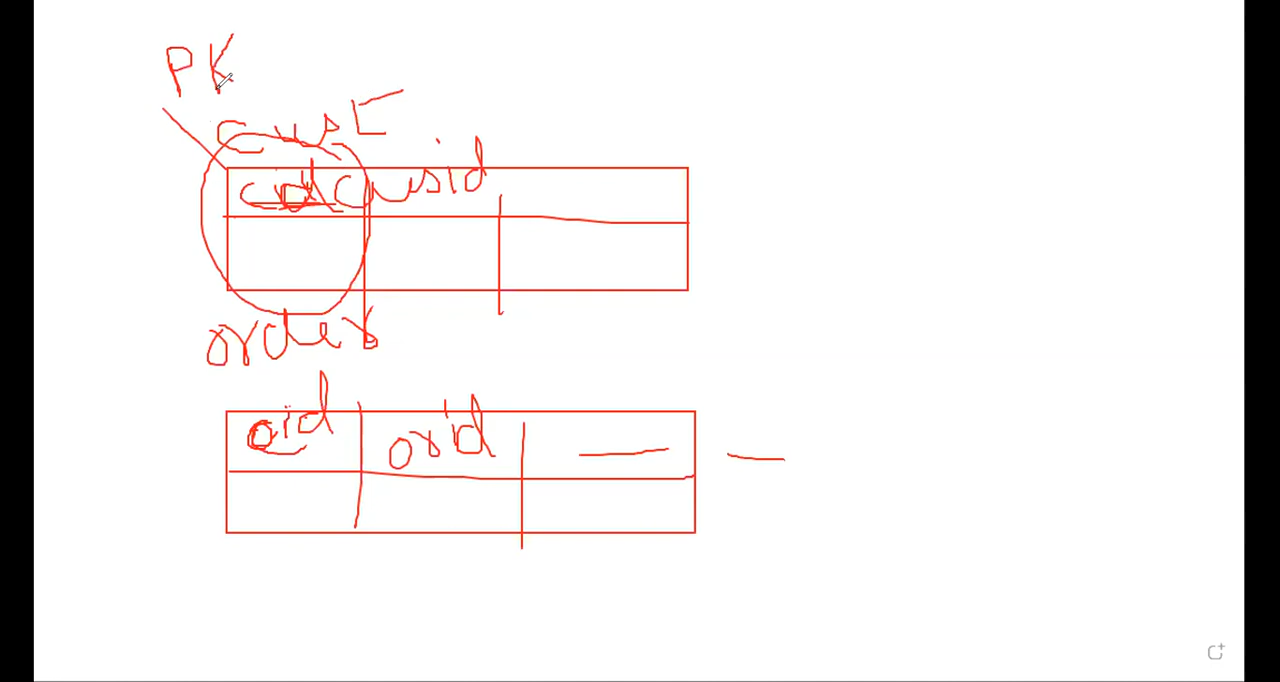 PK
Cust
cid cusid
order
oid orid